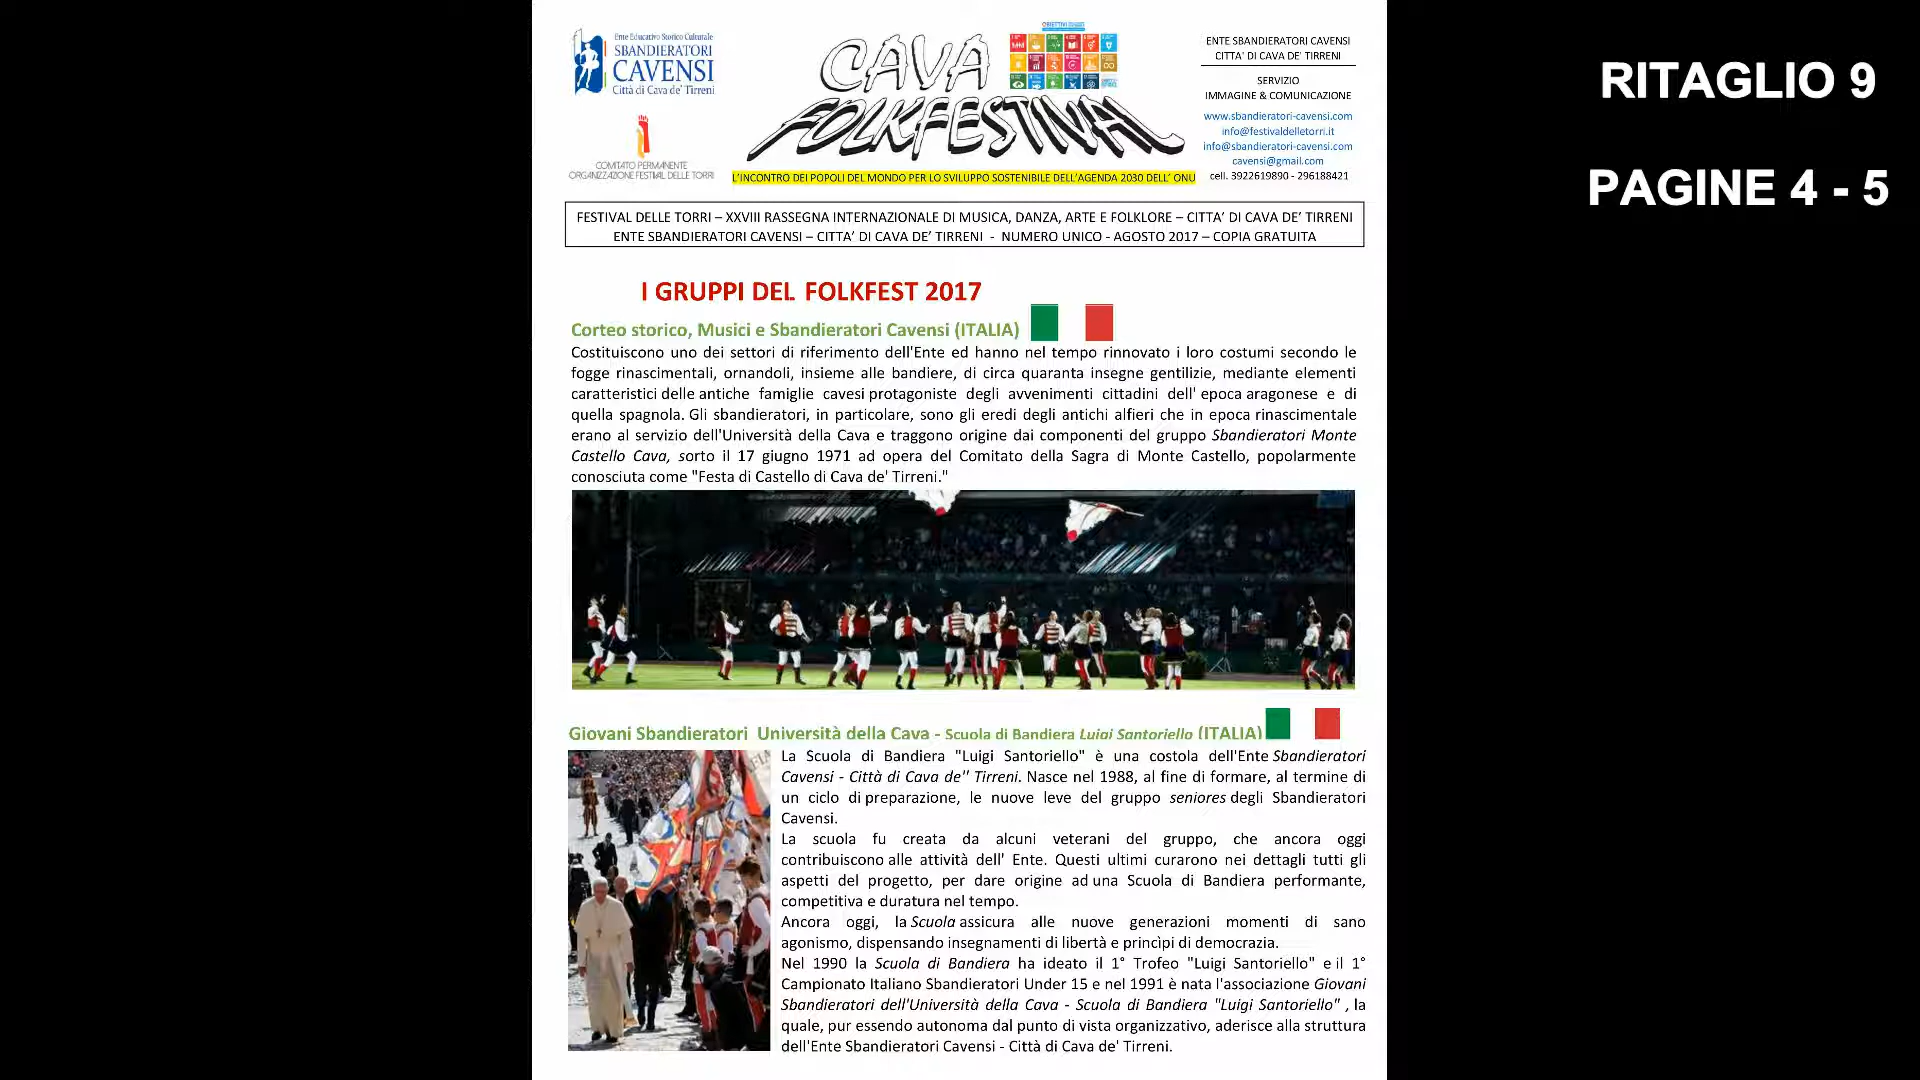 Ente Educativo Storico Culturale
SBANDIERATORI
CAVENSI
Città di Cava de' Tirreni
COMITATO PERMANENTE
ORGANIZZAZIONE FESTIVAL DELLE TORRI
OBIETTIVI
CAVA
FOLKFESTIVAL
L'INCONTRO DEI POPOLI DEL MONDO PER LO SVILUPPO SOSTENIBILE DELL'AGENDA 2030 DELL' ONU
ENTE SBANDIERATORI CAVENSI
CITTA' DI CAVA DE' TIRRENI
SERVIZIO
IMMAGINE & COMUNICAZIONE
www.sbandieratori-cavensi.com
info@festivaldelletorri.it
info@sbandieratori-cavensi.com
cavensi@gmail.com
cell. 3922619890 - 296188421
RITAGLIO 9
PAGINE 4 - 5
FESTIVAL DELLE TORRI – XXVIII RASSEGNA INTERNAZIONALE DI MUSICA, DANZA, ARTE E FOLKLORE – CITTA' DI CAVA DE' TIRRENI
ENTE SBANDIERATORI CAVENSI – CITTA' DI CAVA DE' TIRRENI - NUMERO UNICO - AGOSTO 2017 – COPIA GRATUITA
I GRUPPI DEL FOLKFEST 2017
Corteo storico, Musici e Sbandieratori Cavensi (ITALIA)
Costituiscono uno dei settori di riferimento dell'Ente ed hanno nel tempo rinnovato i loro costumi secondo le
fogge rinascimentali, ornandoli, insieme alle bandiere, di circa quaranta insegne gentilizie, mediante elementi
caratteristici delle antiche famiglie cavesi protagoniste degli avvenimenti cittadini dell' epoca aragonese e di
quella spagnola. Gli sbandieratori, in particolare, sono gli eredi degli antichi alfieri che in epoca rinascimentale
erano al servizio dell'Università della Cava e traggono origine dai componenti del gruppo Sbandieratori Monte
Castello Cava, sorto il 17 giugno 1971 ad opera del Comitato della Sagra di Monte Castello, popolarmente
conosciuta come "Festa di Castello di Cava de' Tirreni."
Giovani Sbandieratori Università della Cava - Scuola di Bandiera Luigi Santoriello (ITALIA)
La Scuola di Bandiera "Luigi Santoriello" è una costola dell'Ente Sbandieratori
Cavensi - Città di Cava de'' Tirreni. Nasce nel 1988, al fine di formare, al termine di
un ciclo di preparazione, le nuove leve del gruppo seniores degli Sbandieratori
Cavensi.
La scuola fu creata da alcuni veterani del gruppo, che ancora oggi
contribuiscono alle attività dell' Ente. Questi ultimi curarono nei dettagli tutti gli
aspetti del progetto, per dare origine ad una Scuola di Bandiera performante,
competitiva e duratura nel tempo.
Ancora oggi, la Scuola assicura alle nuove generazioni momenti di sano
agonismo, dispensando insegnamenti di libertà e princìpi di democrazia.
Nel 1990 la Scuola di Bandiera ha ideato il 1° Trofeo "Luigi Santoriello" e il 1°
Campionato Italiano Sbandieratori Under 15 e nel 1991 è nata l'associazione Giovani
Sbandieratori dell'Università della Cava - Scuola di Bandiera "Luigi Santoriello" , la
quale, pur essendo autonoma dal punto di vista organizzativo, aderisce alla struttura
dell'Ente Sbandieratori Cavensi - Città di Cava de' Tirreni.